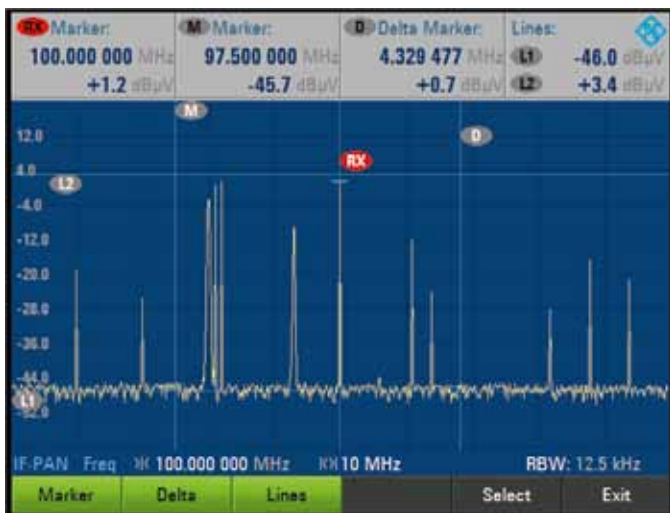 RX Marker: M Marker: D Delta Marker: Lines:
100.000 000 MHz 97.500 000 MHz 4.329 477 MHz L1 -46.0 dBµV
+1.2 dBµV -45.7 dBµV +0.7 dBµV L2 +3.4 dBµV
M
12.0 D
RX
4.0
L2
-4.0
-12.0
-20.0
-28.0
-36.0
-44.0
L1
IF-PAN Freq 100.000 000 MHz 10 MHz RBW: 12.5 kHz
Marker Delta Lines Select Exit